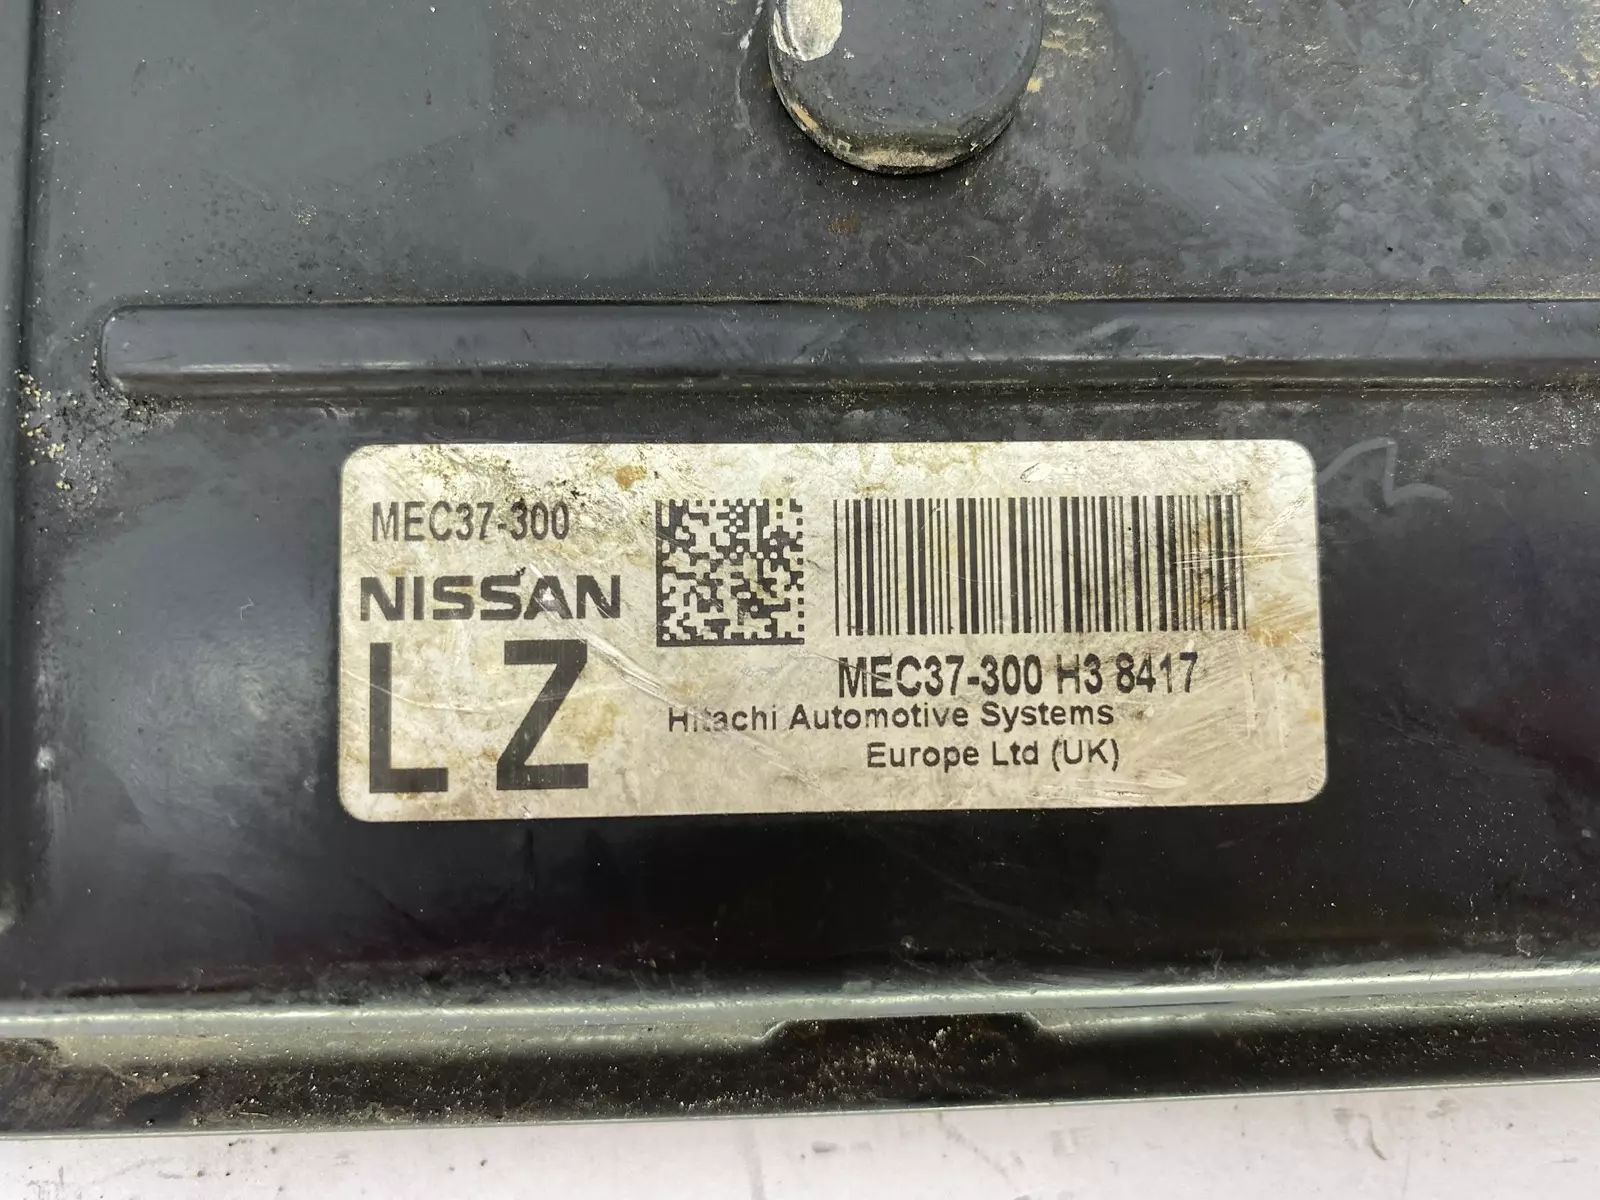 MEC37-300
NISSAN
LZ
MEC37-300 H3 8417
Hitachi Automotive Systems
Europe Ltd (UK)